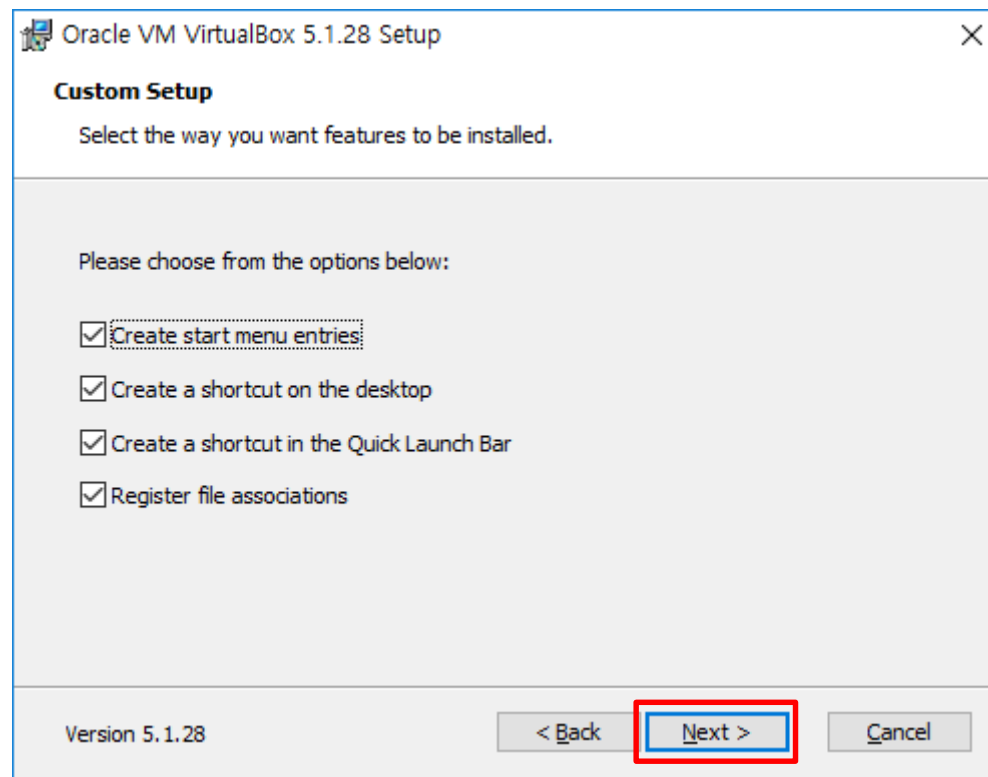 Oracle VM VirtualBox 5.1.28 Setup
Custom Setup
Select the way you want features to be installed.
Please choose from the options below:
Create start menu entries
Create a shortcut on the desktop
Create a shortcut in the Quick Launch Bar
Register file associations
Version 5.1.28
< Back
Next >
Cancel